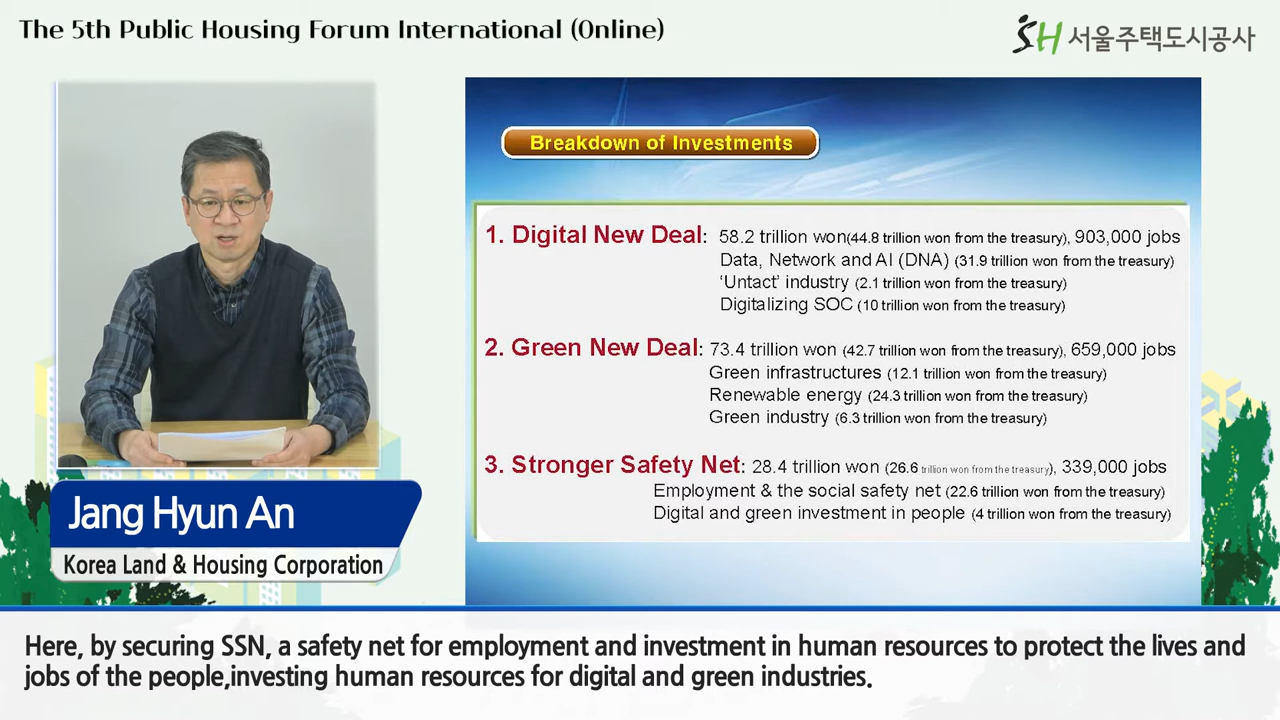 The 5th Public Housing Forum International (Online)
SH 서울주택도시공사
Breakdown of Investments
1. Digital New Deal: 58.2 trillion won(44.8 trillion won from the treasury), 903,000 jobs
Data, Network and AI (DNA) (31.9 trillion won from the treasury)
‘Untact’ industry (2.1 trillion won from the treasury)
Digitalizing SOC (10 trillion won from the treasury)
2. Green New Deal: 73.4 trillion won (42.7 trillion won from the treasury), 659,000 jobs
Green infrastructures (12.1 trillion won from the treasury)
Renewable energy (24.3 trillion won from the treasury)
Green industry (6.3 trillion won from the treasury)
3. Stronger Safety Net: 28.4 trillion won (26.6 trillion won from the treasury), 339,000 jobs
Employment & the social safety net (22.6 trillion won from the treasury)
Digital and green investment in people (4 trillion won from the treasury)
Jang Hyun An
Korea Land & Housing Corporation
Here, by securing SSN, a safety net for employment and investment in human resources to protect the lives and
jobs of the people,investing human resources for digital and green industries.